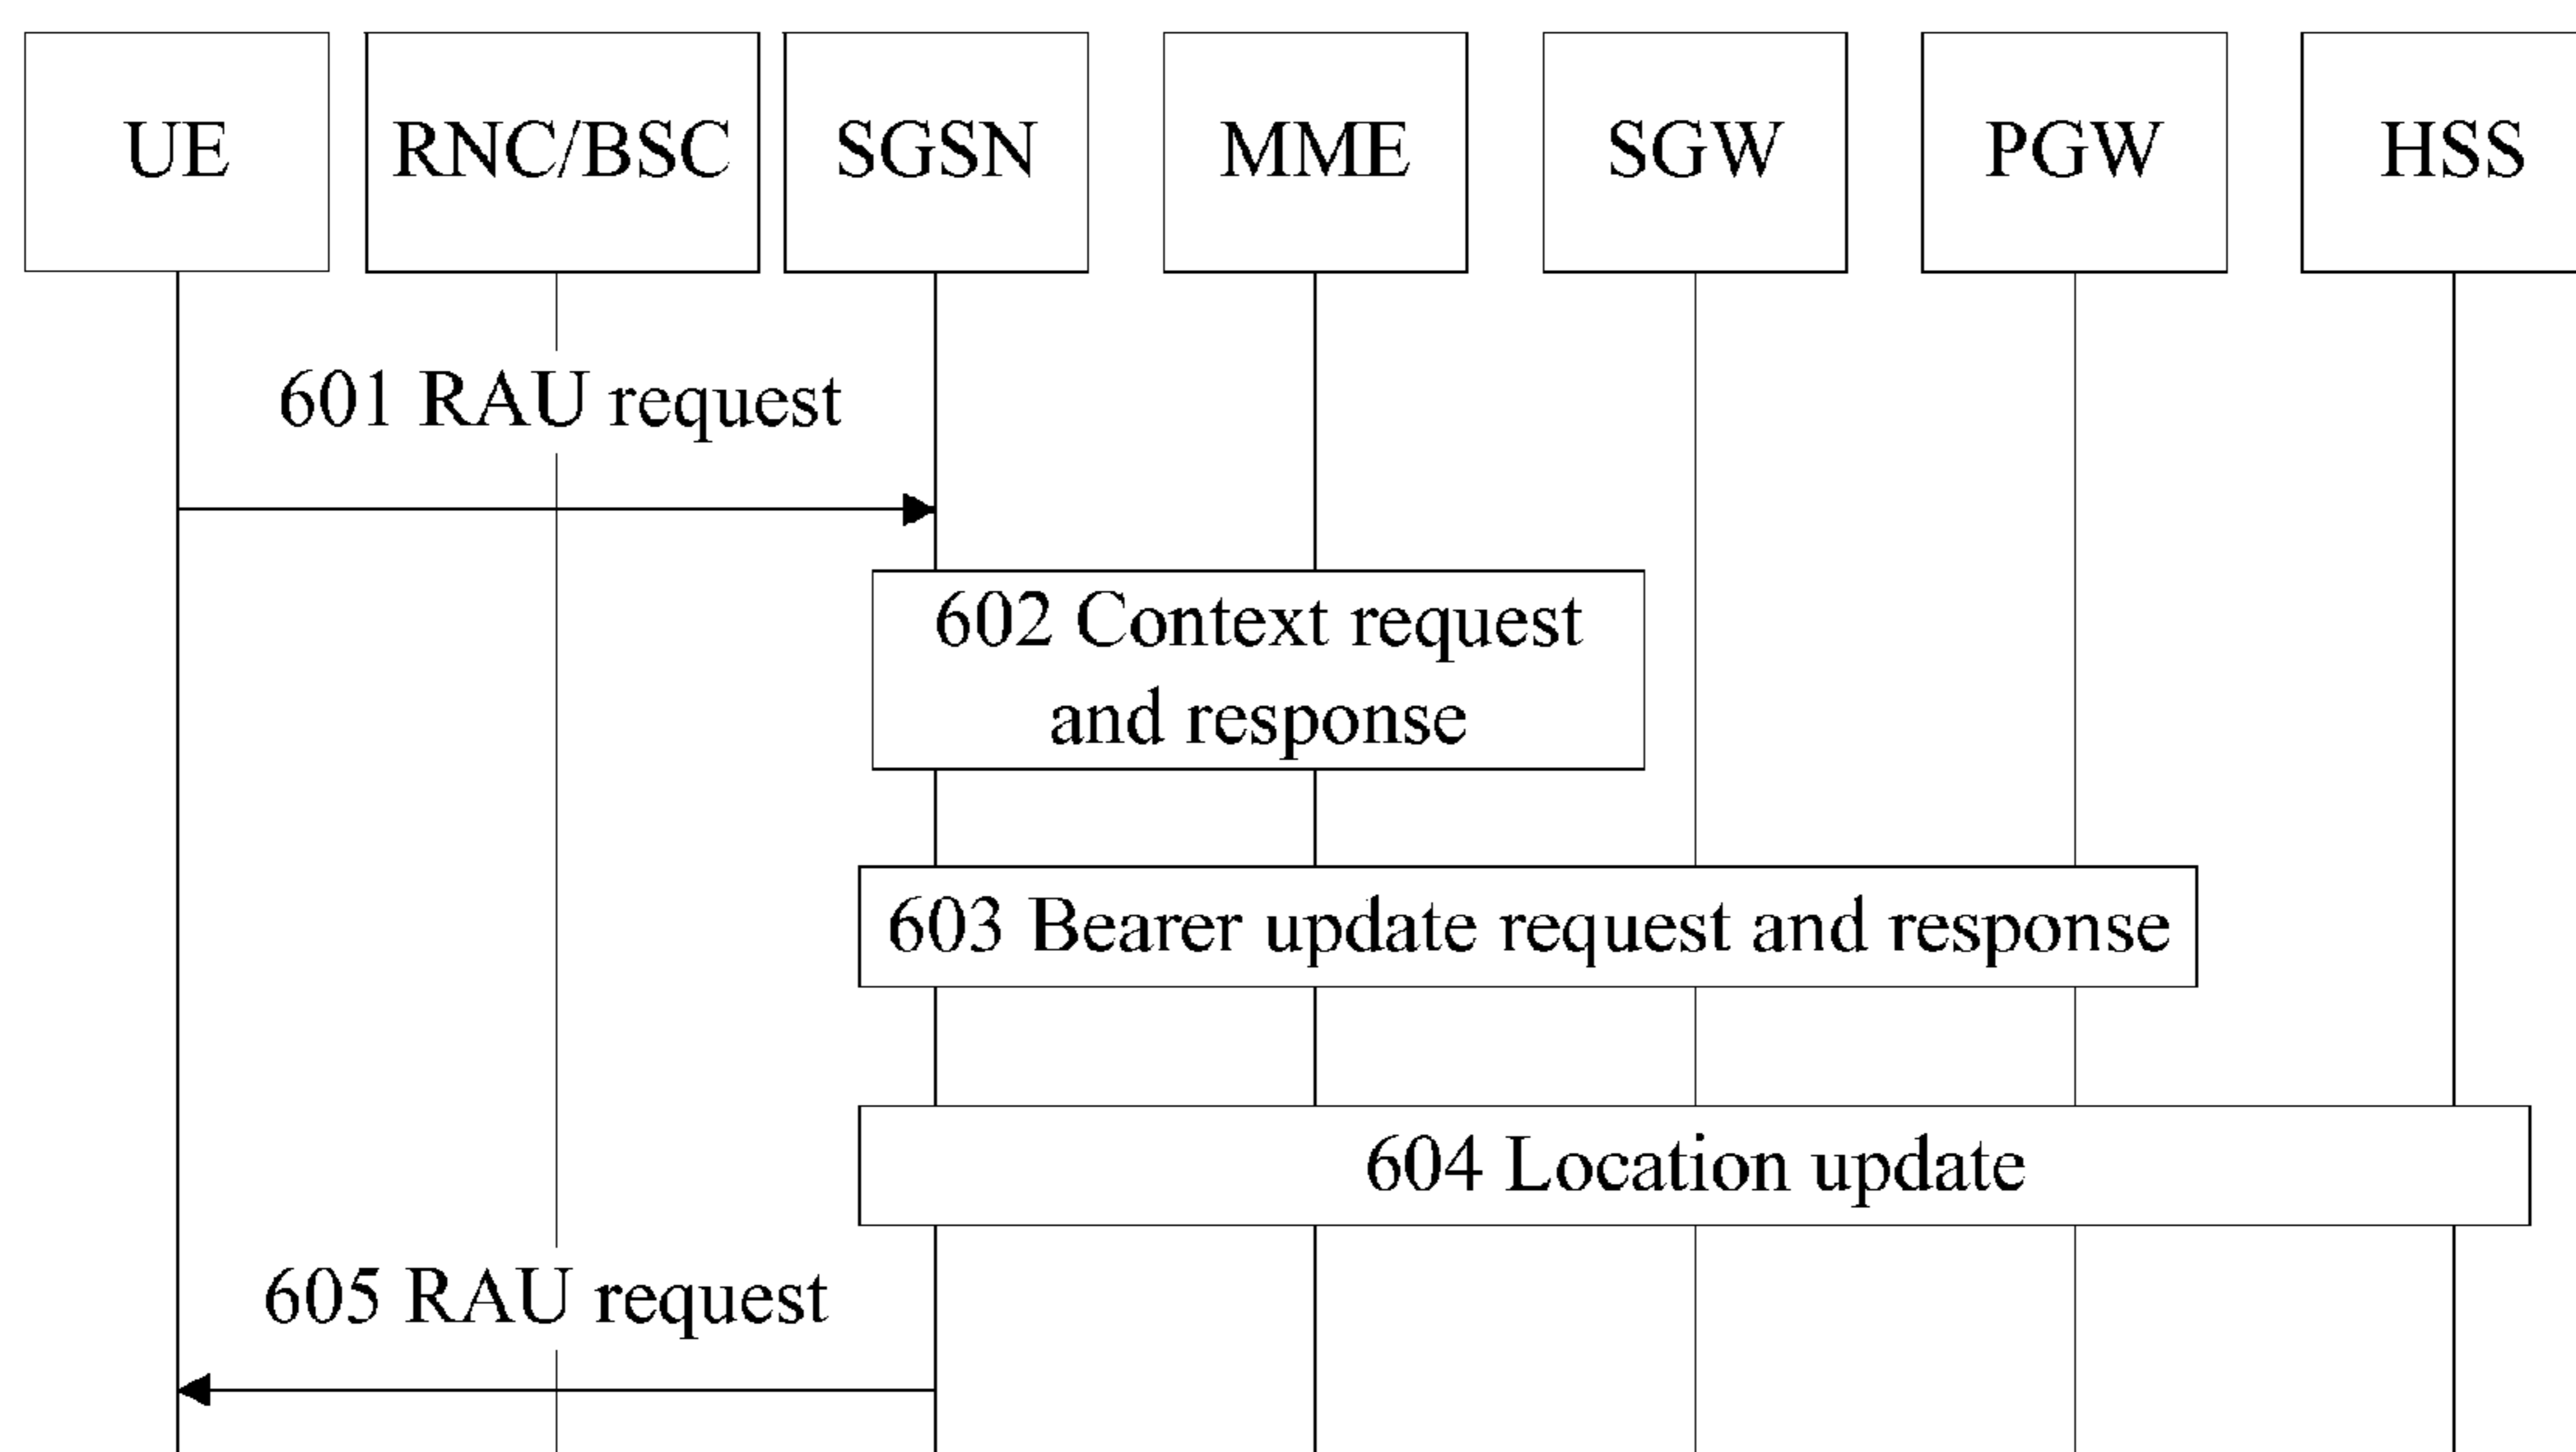 UE
RNC/BSC
SGSN
MME
SGW
PGW
HSS
601 RAU request
602 Context request
and response
603 Bearer update request and response
604 Location update
605 RAU request